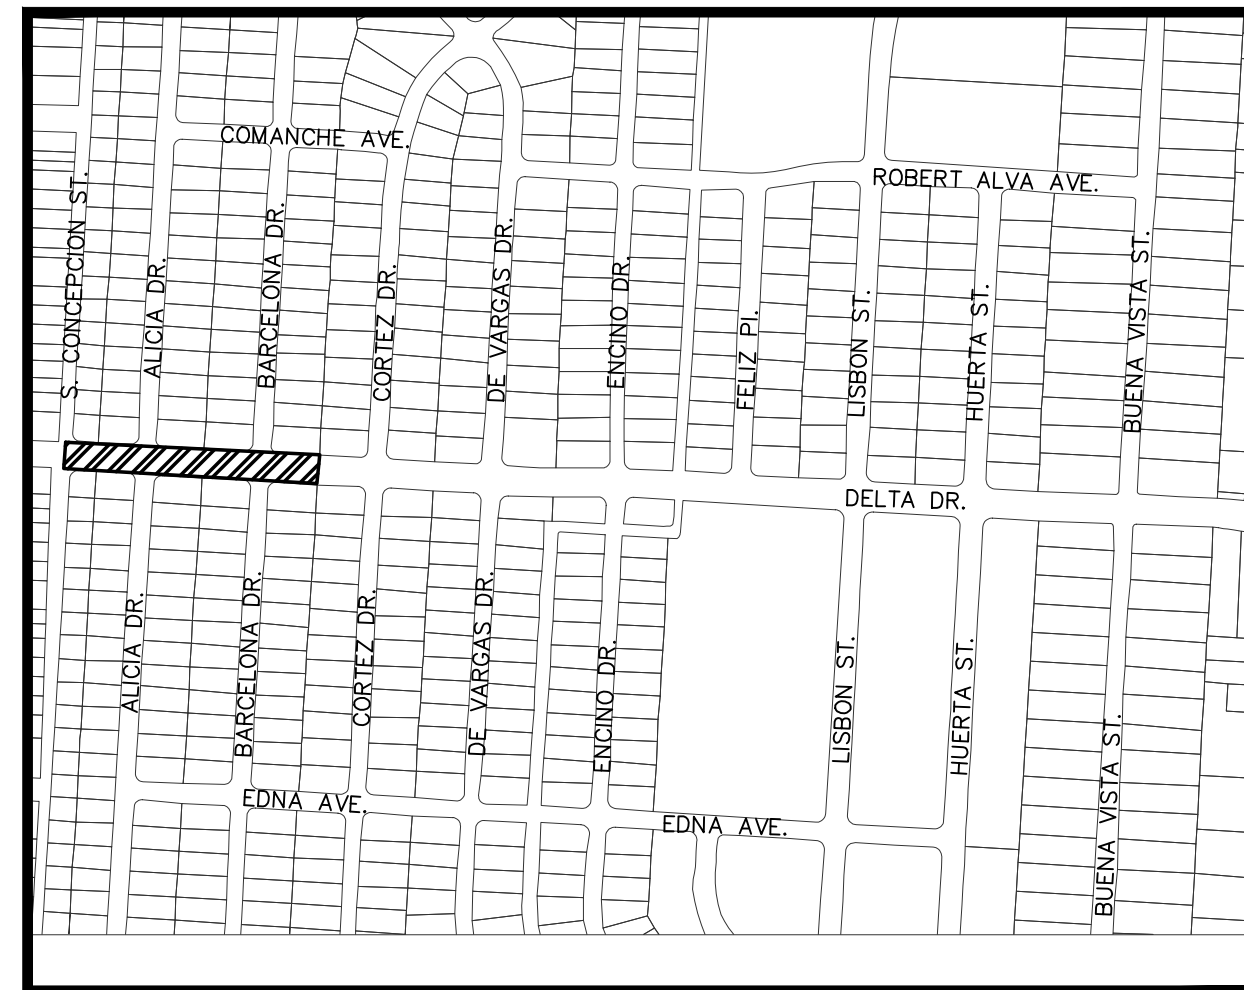 COMANCHE AVE.
ROBERT ALVA AVE.
S. CONCEPCION ST.
ALICIA DR.
BARCELONA DR.
CORTEZ DR.
DE VARGAS DR.
ENCINO DR.
FELIZ Pl.
LISBON ST.
HUERTA ST.
BUENA VISTA ST.
DELTA DR.
ALICIA DR.
BARCELONA DR.
CORTEZ DR.
DE VARGAS DR.
ENCINO DR.
LISBON ST.
HUERTA ST.
BUENA VISTA ST.
EDNA AVE.
EDNA AVE.